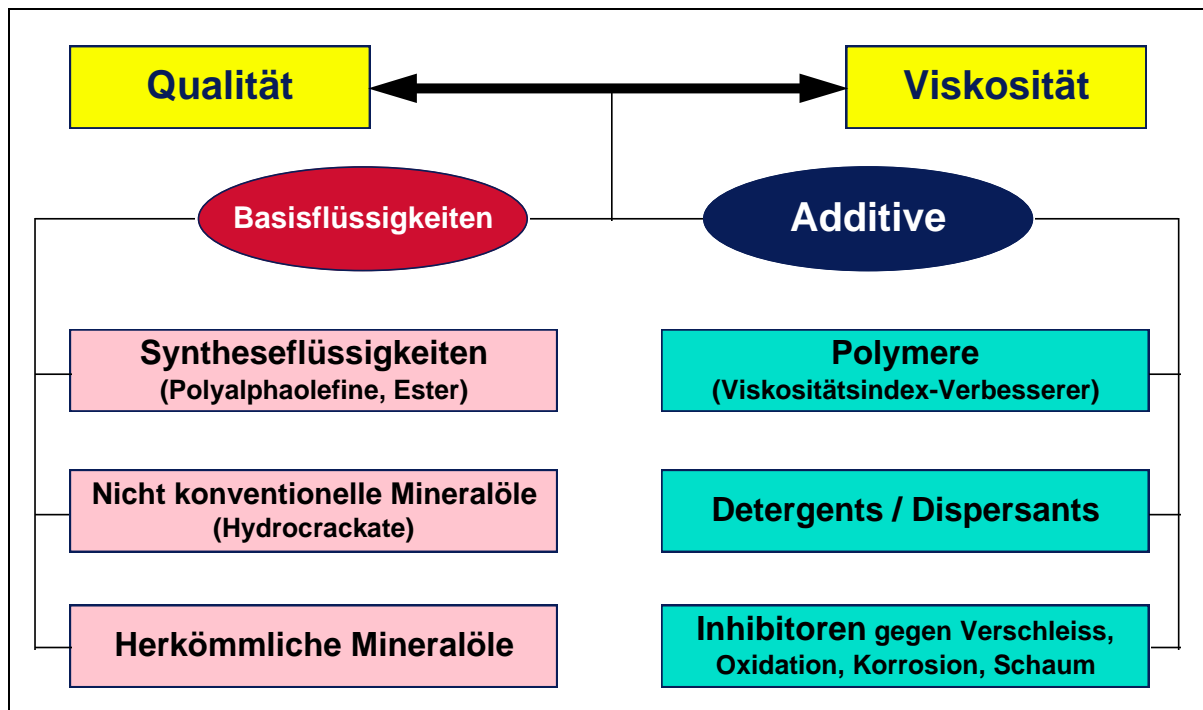 Qualität
Viskosität
Basisflüssigkeiten
Additive
Syntheseflüssigkeiten
(Polyalphaolefine, Ester)
Polymere
(Viskositätsindex-Verbesserer)
Nicht konventionelle Mineralöle
(Hydrocrackate)
Detergents / Dispersants
Herkömmliche Mineralöle
Inhibitoren gegen Verschleiss,
Oxidation, Korrosion, Schaum